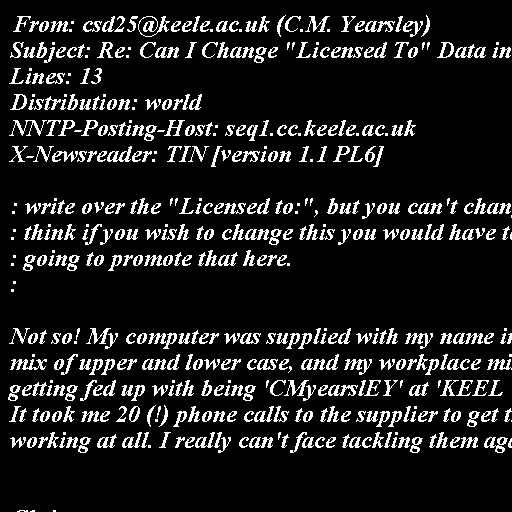 From: csd25@keele.ac.uk (C.M. Yearsley)
Subject: Re: Can I Change "Licensed To" Data in
Lines: 13
Distribution: world
NNTP-Posting-Host: seq1.cc.keele.ac.uk
X-Newsreader: TIN [version 1.1 PL6]
: write over the "Licensed to:", but you can't
: think if you wish to change this you would have
: going to promote that here.
:
Not so! My computer was supplied with my name
mix of upper and lower case, and my workplace
getting fed up with being 'CMyearslEY' at 'KEEL
It took me 20 (!) phone calls to the supplier to get
working at all. I really can't face tackling them